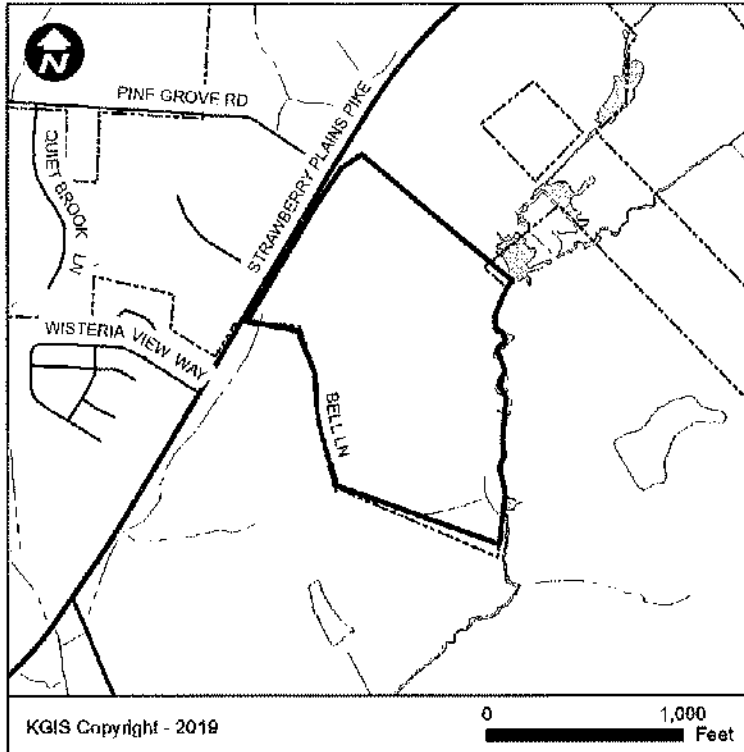 N
PINE GROVE RD
STRAWBERRY PLAINS PIKE
QUIET BROOK LN
WISTERIA VIEW WAY
BELL LN
KGIS Copyright - 2019
0 1,000
Feet